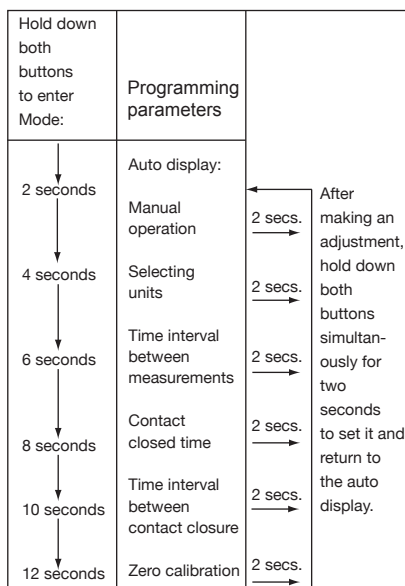 Hold down
both
buttons
to enter
Mode:
Programming
parameters
2 seconds
4 seconds
6 seconds
8 seconds
10 seconds
12 seconds
Auto display:
Manual
operation
2 secs.
Selecting
units
2 secs.
Time interval
between
measurements
2 secs.
Contact
closed time
2 secs.
Time interval
between
contact closure
2 secs.
Zero calibration
2 secs.
After
making an
adjustment,
hold down
both
buttons
simultan-
ously for
two
seconds
to set it and
return to
the auto
display.